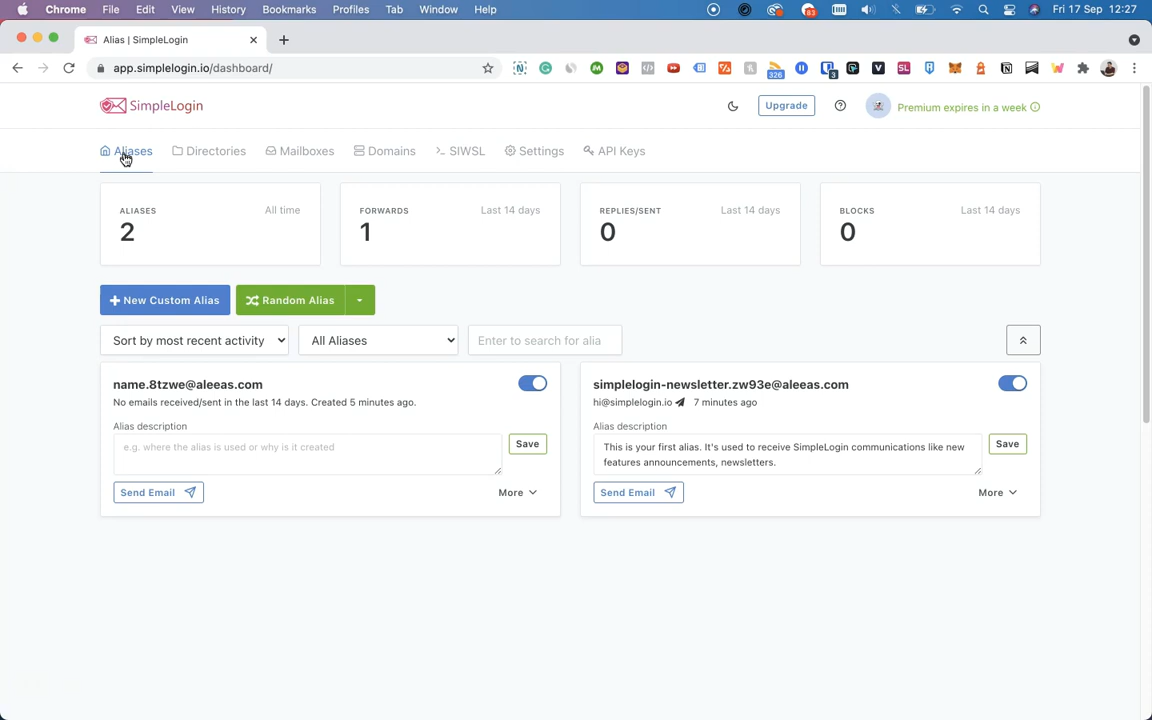 Chrome File Edit View History Bookmarks Profiles Tab Window Help Fri 17 Sep 12:27
Alias | SimpleLogin
app.simplelogin.io/dashboard/
SimpleLogin Upgrade Premium expires in a week
Aliases Directories Mailboxes Domains SIWSL Settings API Keys
ALIASES All time
2
FORWARDS Last 14 days
1
REPLIES/SENT Last 14 days
0
BLOCKS Last 14 days
0
New Custom Alias Random Alias
Sort by most recent activity All Aliases Enter to search for alia
name.8tzwe@aleeas.com
No emails received/sent in the last 14 days. Created 5 minutes ago.
Alias description
e.g. where the alias is used or why is it created
Save
Send Email More
simplelogin-newsletter.zw93e@aleeas.com
hi@simplelogin.io 7 minutes ago
Alias description
This is your first alias. It's used to receive SimpleLogin communications like new
features announcements, newsletters.
Save
Send Email More